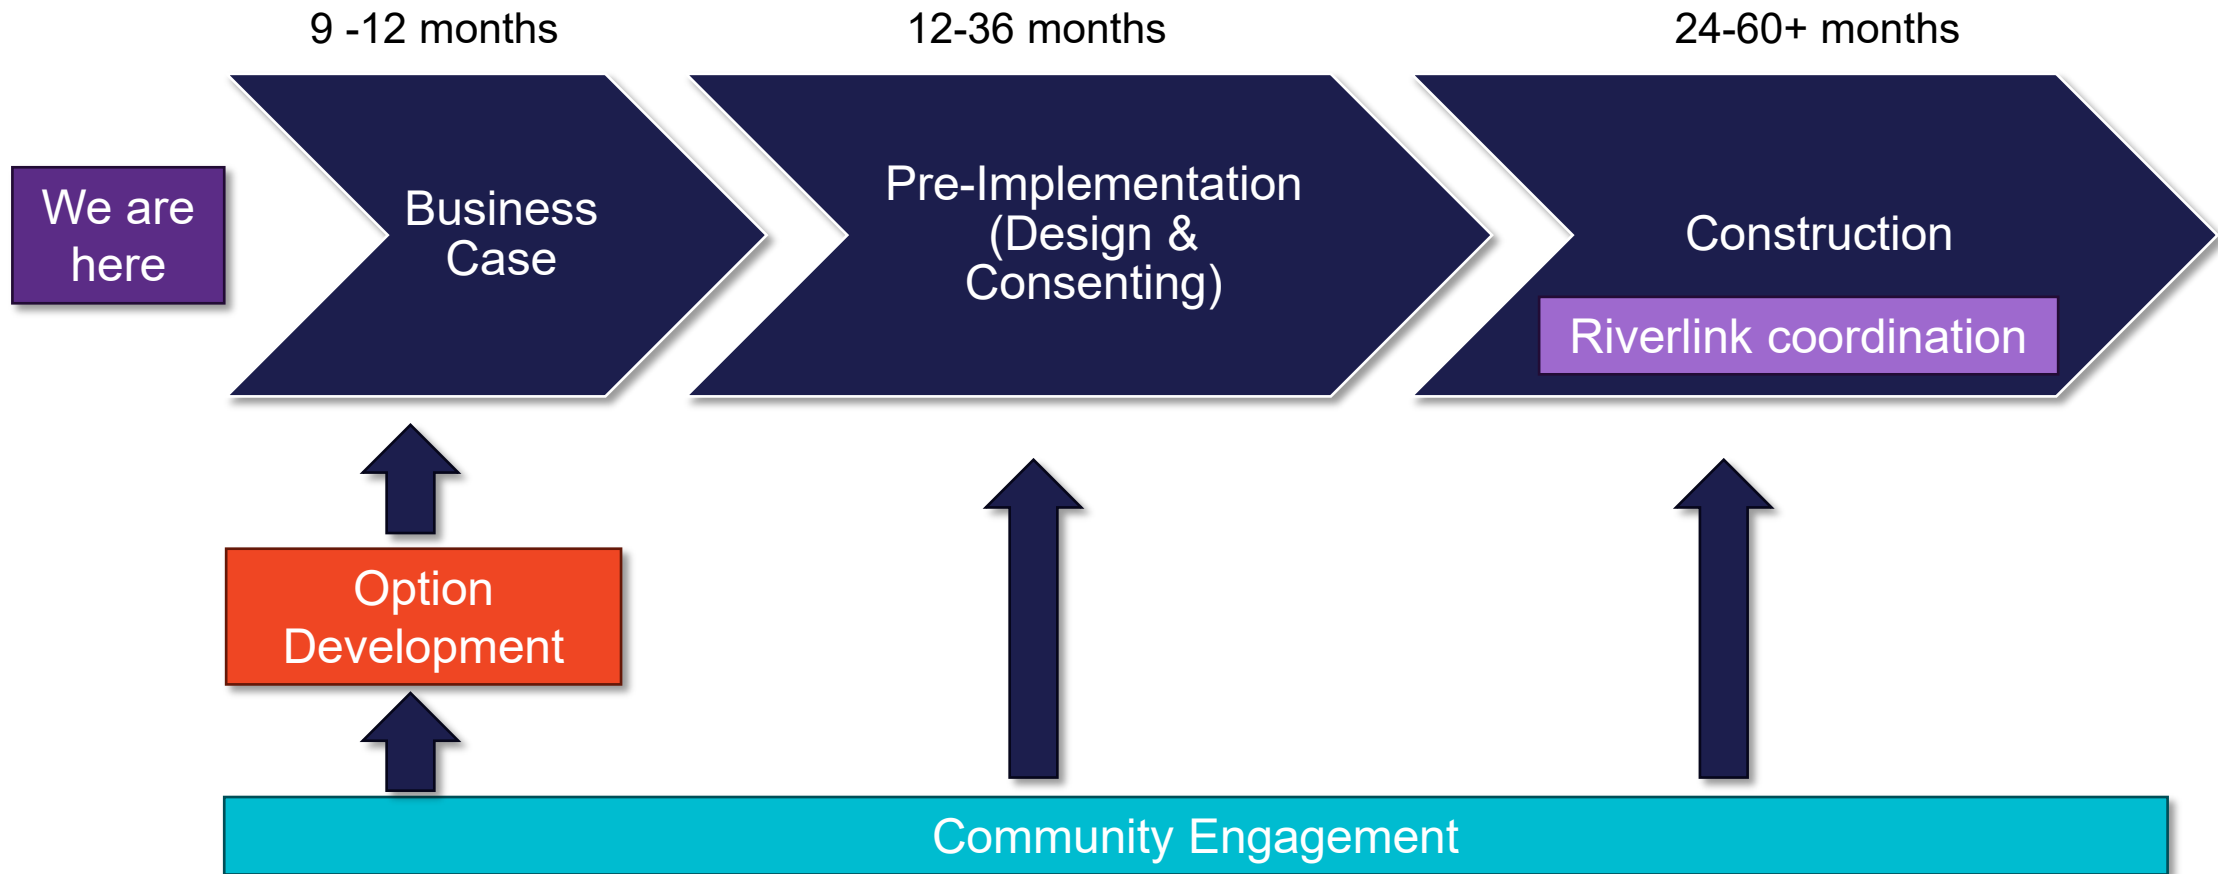 9 -12 months
12-36 months
24-60+ months
We are
here
Business
Case
Pre-Implementation
(Design &
Consenting)
Construction
Riverlink coordination
Option
Development
Community Engagement